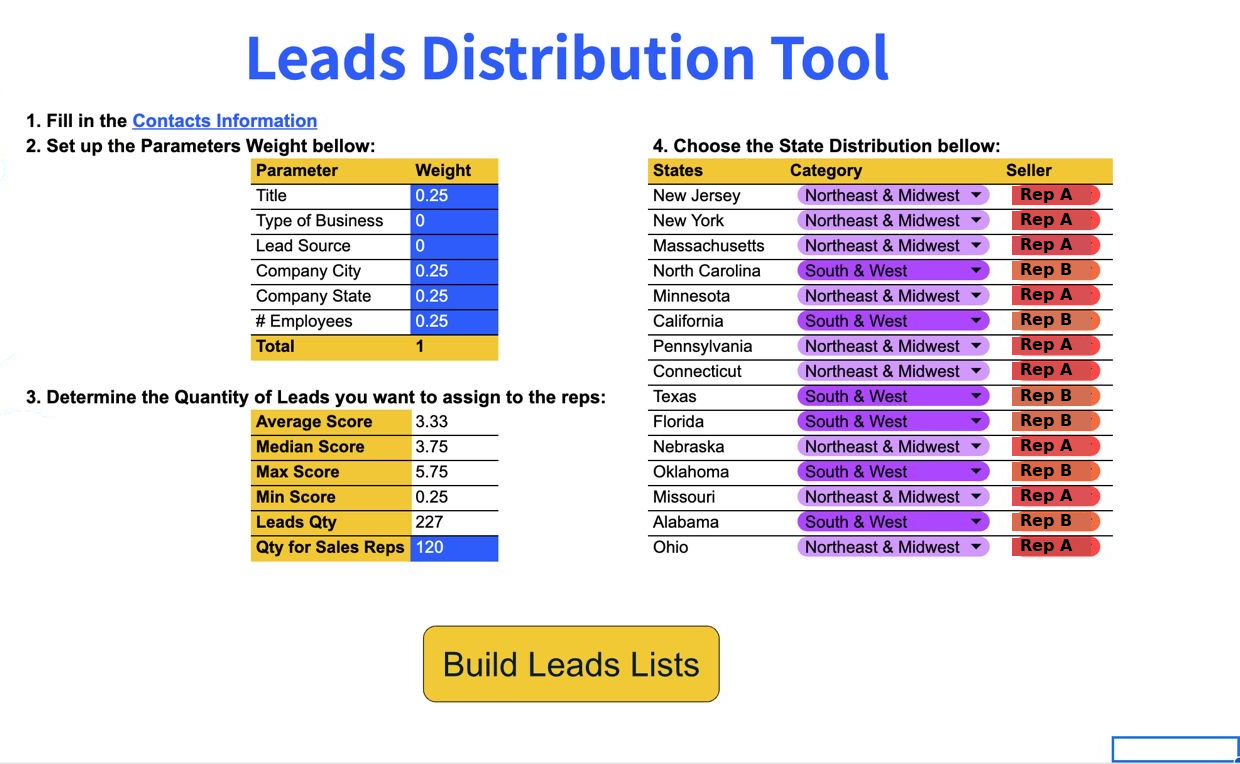 Leads Distribution Tool
1. Fill in the Contacts Information
2. Set up the Parameters Weight bellow:
Parameter Weight
Title 0.25
Type of Business 0
Lead Source 0
Company City 0.25
Company State 0.25
# Employees 0.25
Total 1
3. Determine the Quantity of Leads you want to assign to the reps:
Average Score 3.33
Median Score 3.75
Max Score 5.75
Min Score 0.25
Leads Qty 227
Qty for Sales Reps 120
4. Choose the State Distribution bellow:
States Category Seller
New Jersey Northeast & Midwest Rep A
New York Northeast & Midwest Rep A
Massachusetts Northeast & Midwest Rep A
North Carolina South & West Rep B
Minnesota Northeast & Midwest Rep A
California South & West Rep B
Pennsylvania Northeast & Midwest Rep A
Connecticut Northeast & Midwest Rep A
Texas South & West Rep B
Florida South & West Rep B
Nebraska Northeast & Midwest Rep A
Oklahoma South & West Rep B
Missouri Northeast & Midwest Rep A
Alabama South & West Rep B
Ohio Northeast & Midwest Rep A
Build Leads Lists